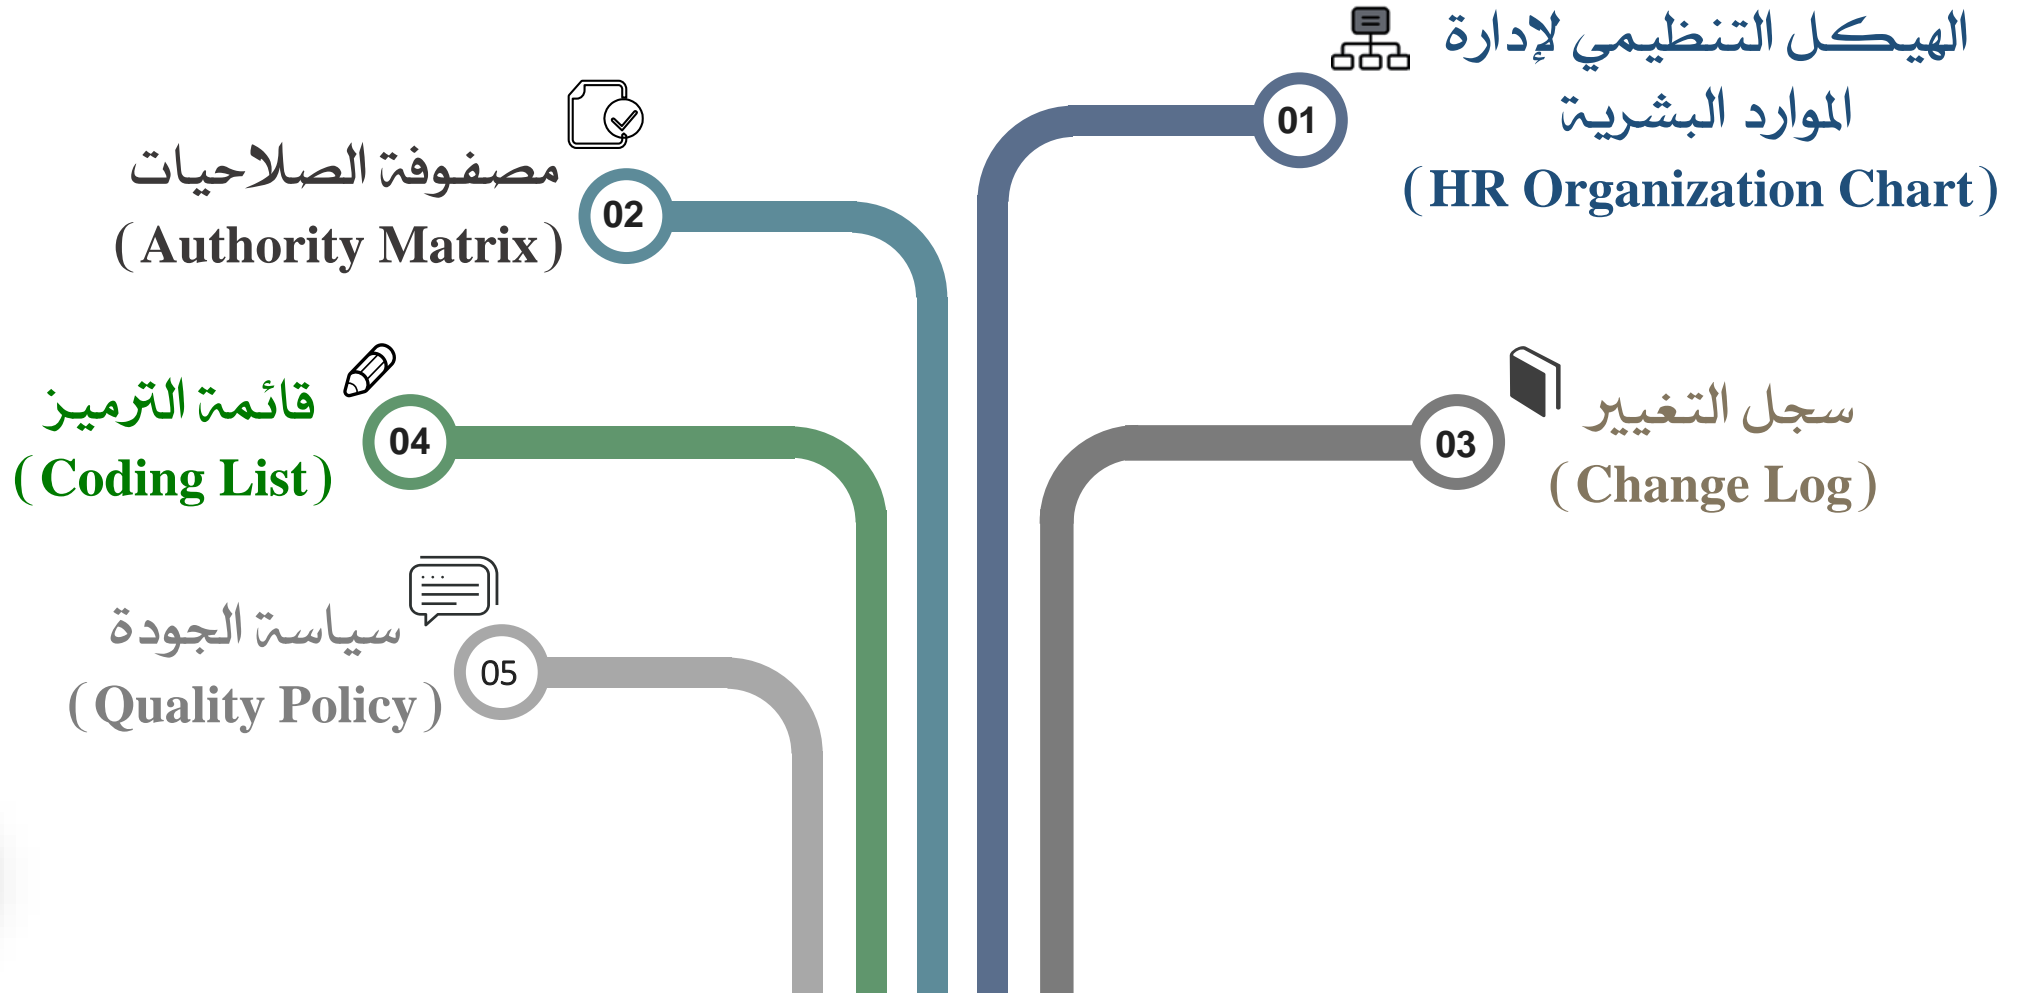 01
الهيكل التنظيمي لإدارة
الموارد البشرية
(HR Organization Chart)
02
مصفوفة الصلاحيات
(Authority Matrix)
03
سجل التغيير
(Change Log)
04
قائمة الترميز
(Coding List)
05
سياسة الجودة
(Quality Policy)